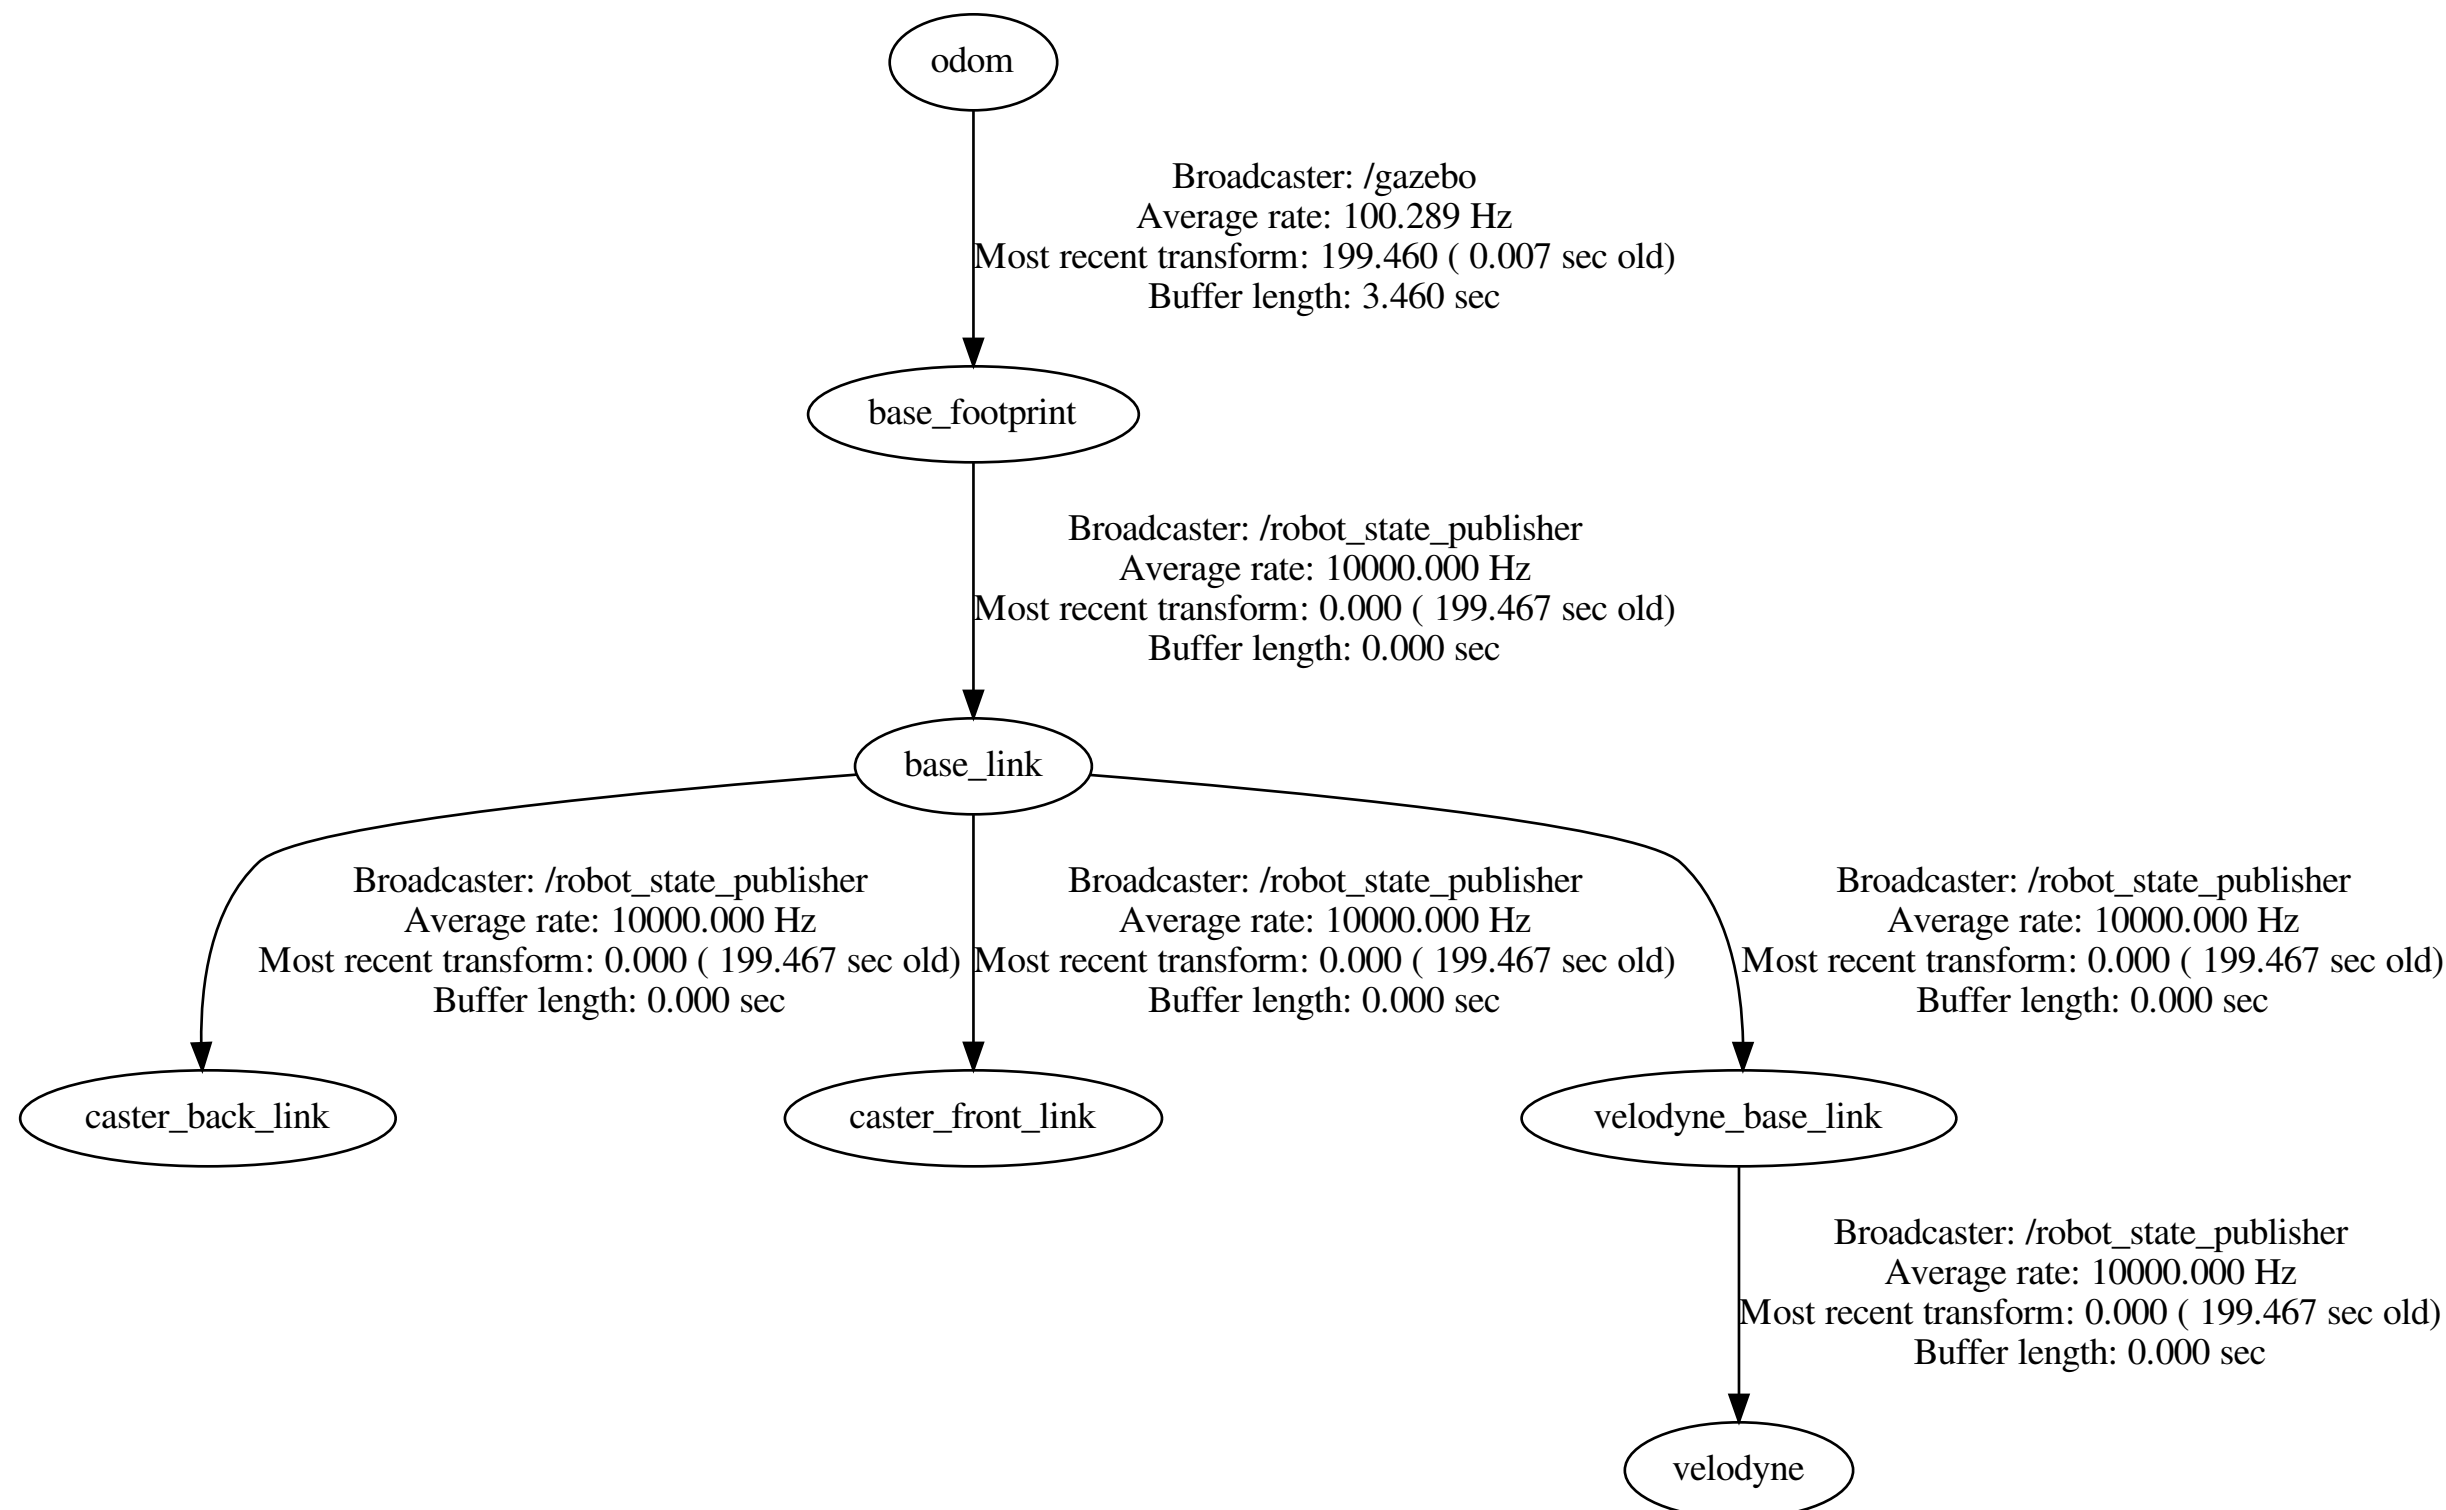 odom
Broadcaster: /gazebo
Average rate: 100.289 Hz
Most recent transform: 199.460 ( 0.007 sec old)
Buffer length: 3.460 sec
base_footprint
Broadcaster: /robot_state_publisher
Average rate: 10000.000 Hz
Most recent transform: 0.000 ( 199.467 sec old)
Buffer length: 0.000 sec
base_link
Broadcaster: /robot_state_publisher
Average rate: 10000.000 Hz
Most recent transform: 0.000 ( 199.467 sec old)
Buffer length: 0.000 sec
Broadcaster: /robot_state_publisher
Average rate: 10000.000 Hz
Most recent transform: 0.000 ( 199.467 sec old)
Buffer length: 0.000 sec
Broadcaster: /robot_state_publisher
Average rate: 10000.000 Hz
Most recent transform: 0.000 ( 199.467 sec old)
Buffer length: 0.000 sec
caster_back_link
caster_front_link
velodyne_base_link
Broadcaster: /robot_state_publisher
Average rate: 10000.000 Hz
Most recent transform: 0.000 ( 199.467 sec old)
Buffer length: 0.000 sec
velodyne